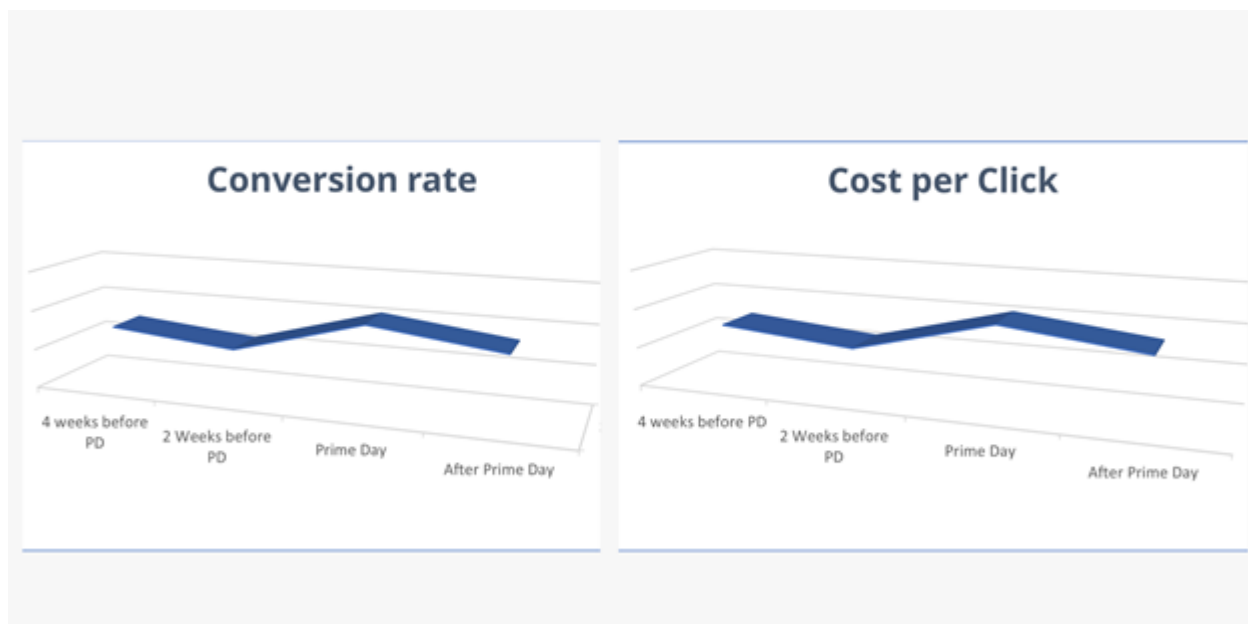 Conversion rate
4 weeks before
PD
2 Weeks before
PD
Prime Day
After Prime Day
Cost per Click
4 weeks before PD
2 Weeks before
PD
Prime Day
After Prime Day